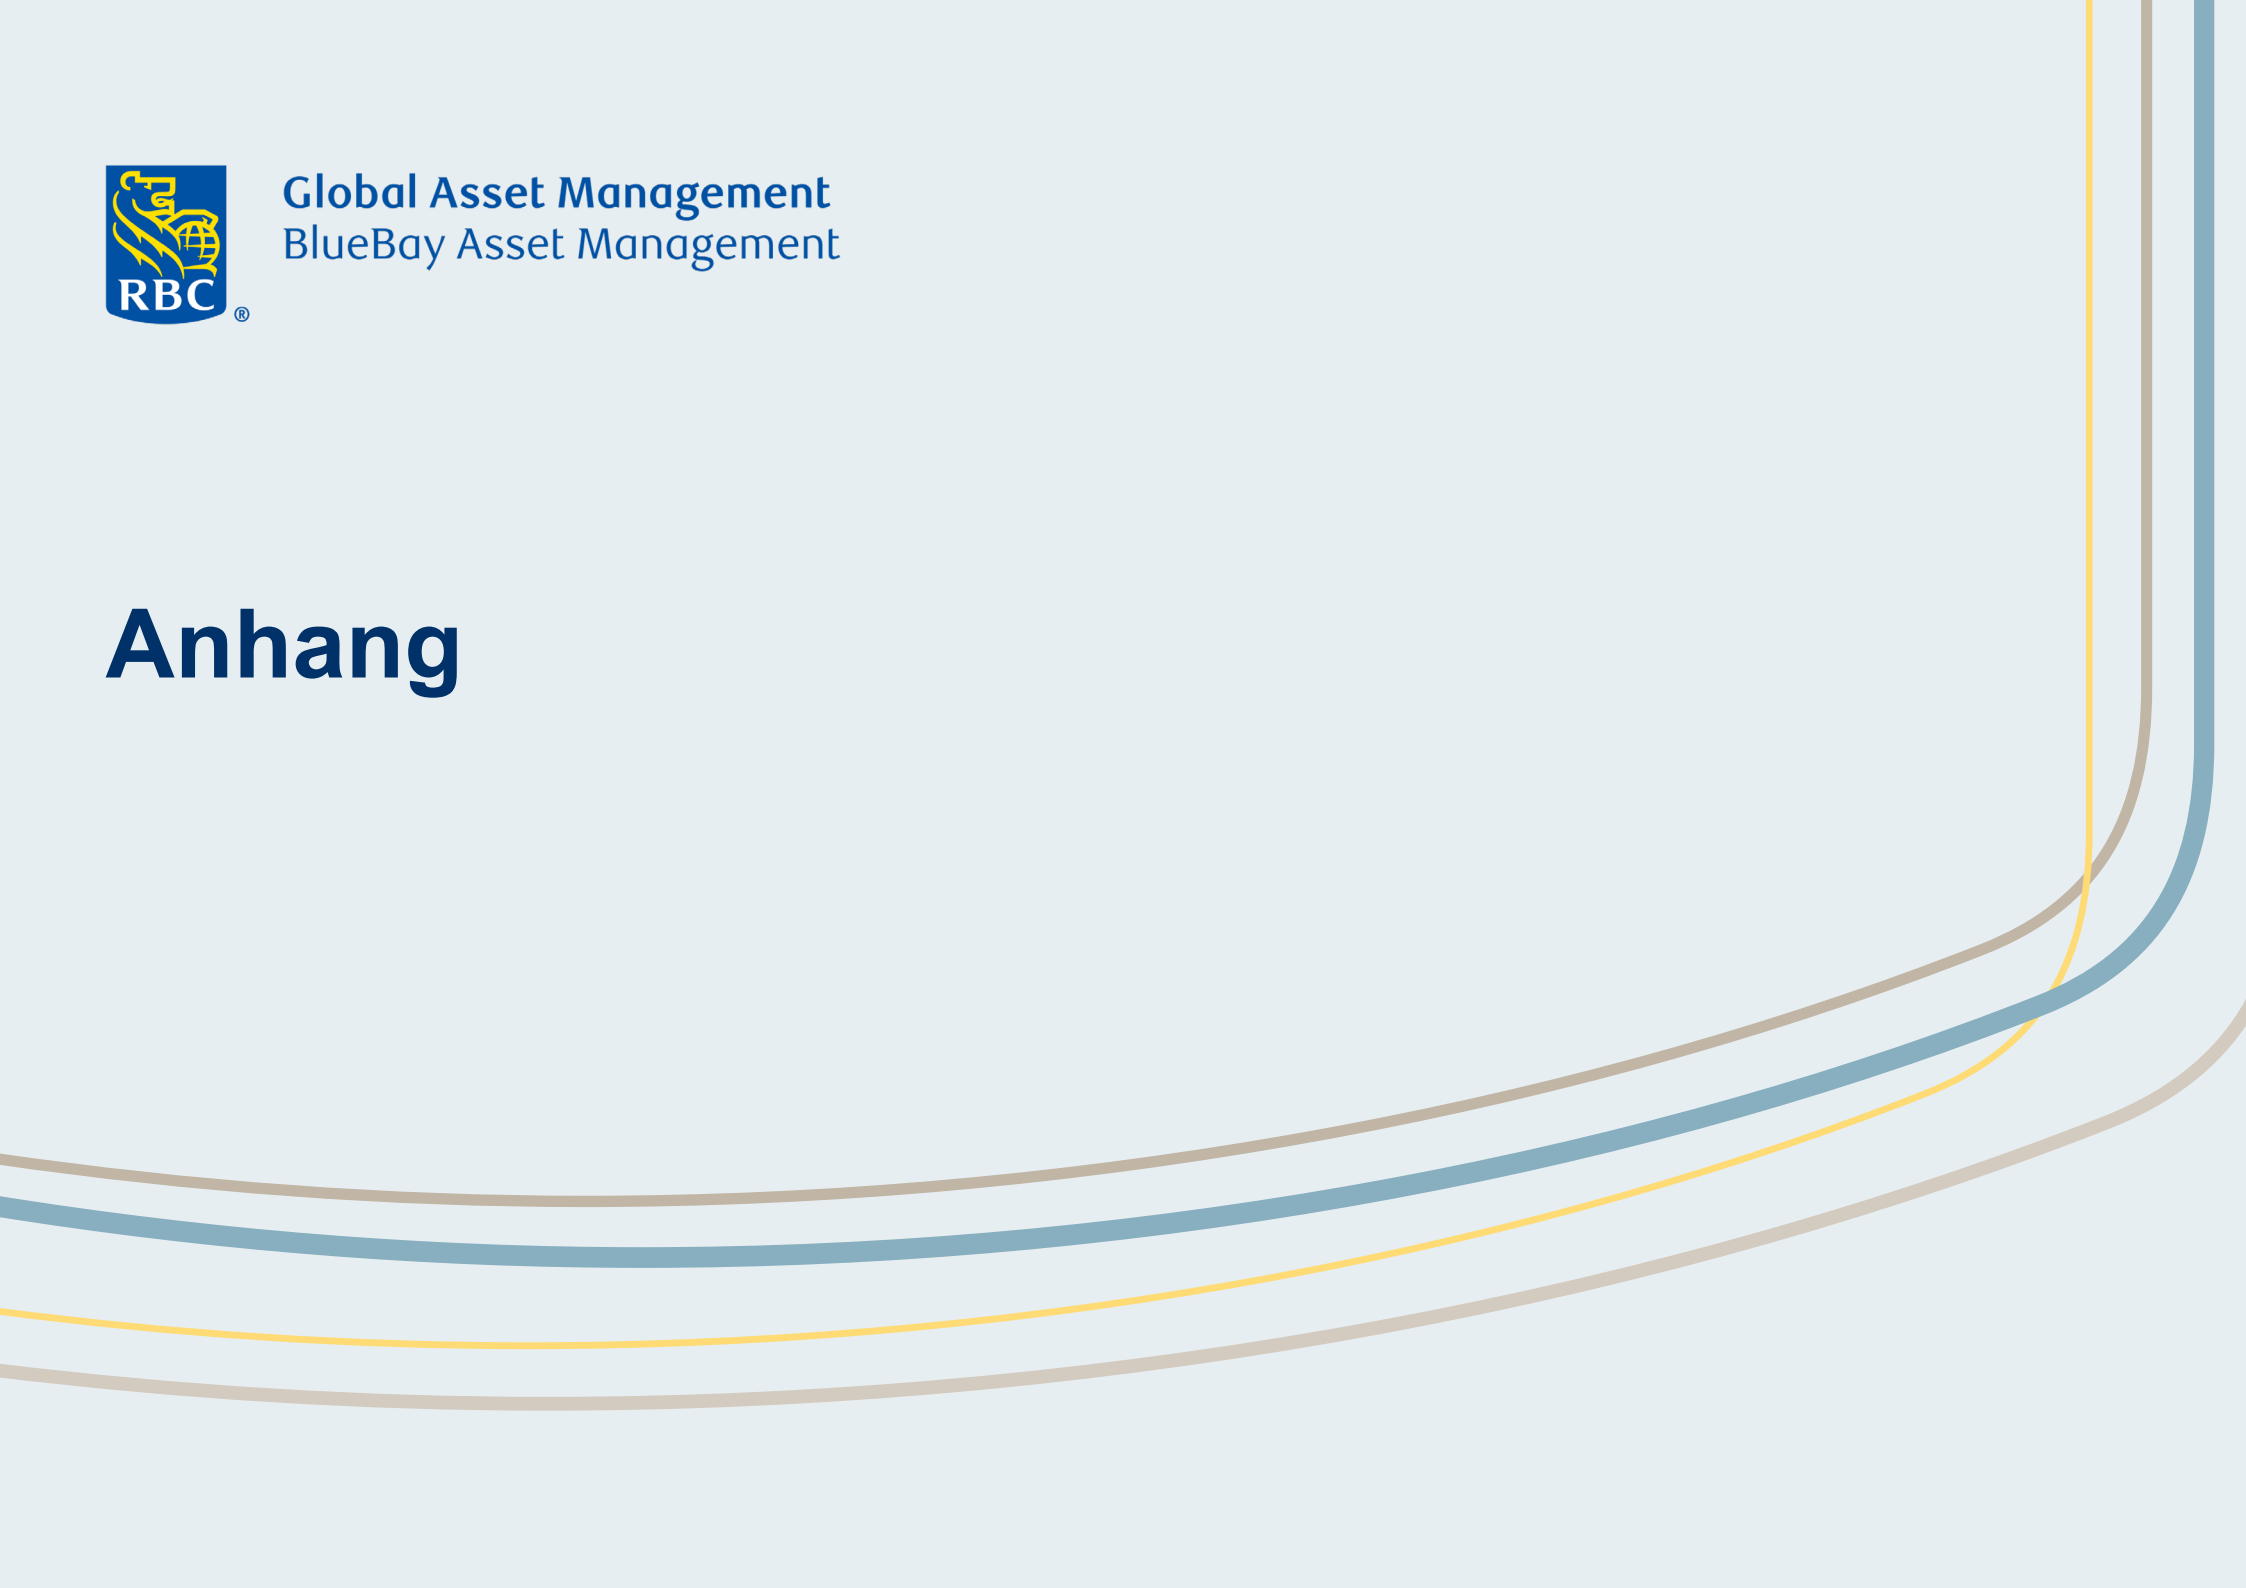 Global Asset Management
BlueBay Asset Management
RBC
®
Anhang